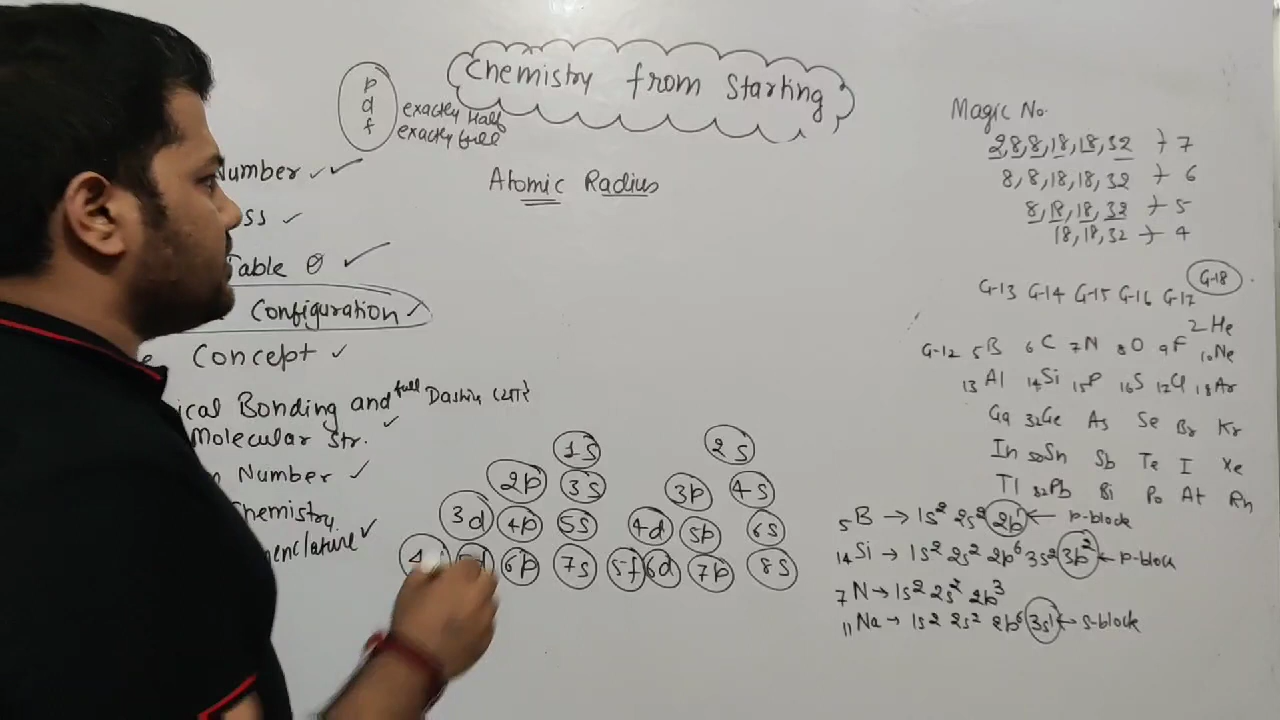 Chemistry from Starting
p
d
f
exactly half
exactly full
Atomic Radius
Number
ss
Table
Configuration
Concept
ical Bonding and
Molecular Str.
full Dashin
Number
Chemistry
enclature
1s 2s
2p 3s 3p 4s
3d 4p 5s 4d 5p 6s
4 6p 7s 5f 6d 7p 8s
Magic No.
2,8,8,18,18,32 → 7
8,8,18,18,32 → 6
8,18,18,32 → 5
18,18,32 → 4
G-18
G-13 G-14 G-15 G-16 G-17
2He
G-12 5B 6C 7N 8O 9F 10Ne
13Al 14Si 15P 16S 17Cl 18Ar
Ga 32Ge As Se Br Kr
In 50Sn Sb Te I Xe
Tl 82Pb Bi Po At Rn
5B → 1s² 2s² 2p¹ ← p-block
14Si → 1s² 2s² 2p⁶ 3s² 3p² ← p-block
7N → 1s² 2s² 2p³
11Na → 1s² 2s² 2p⁶ 3s¹ ← s-block